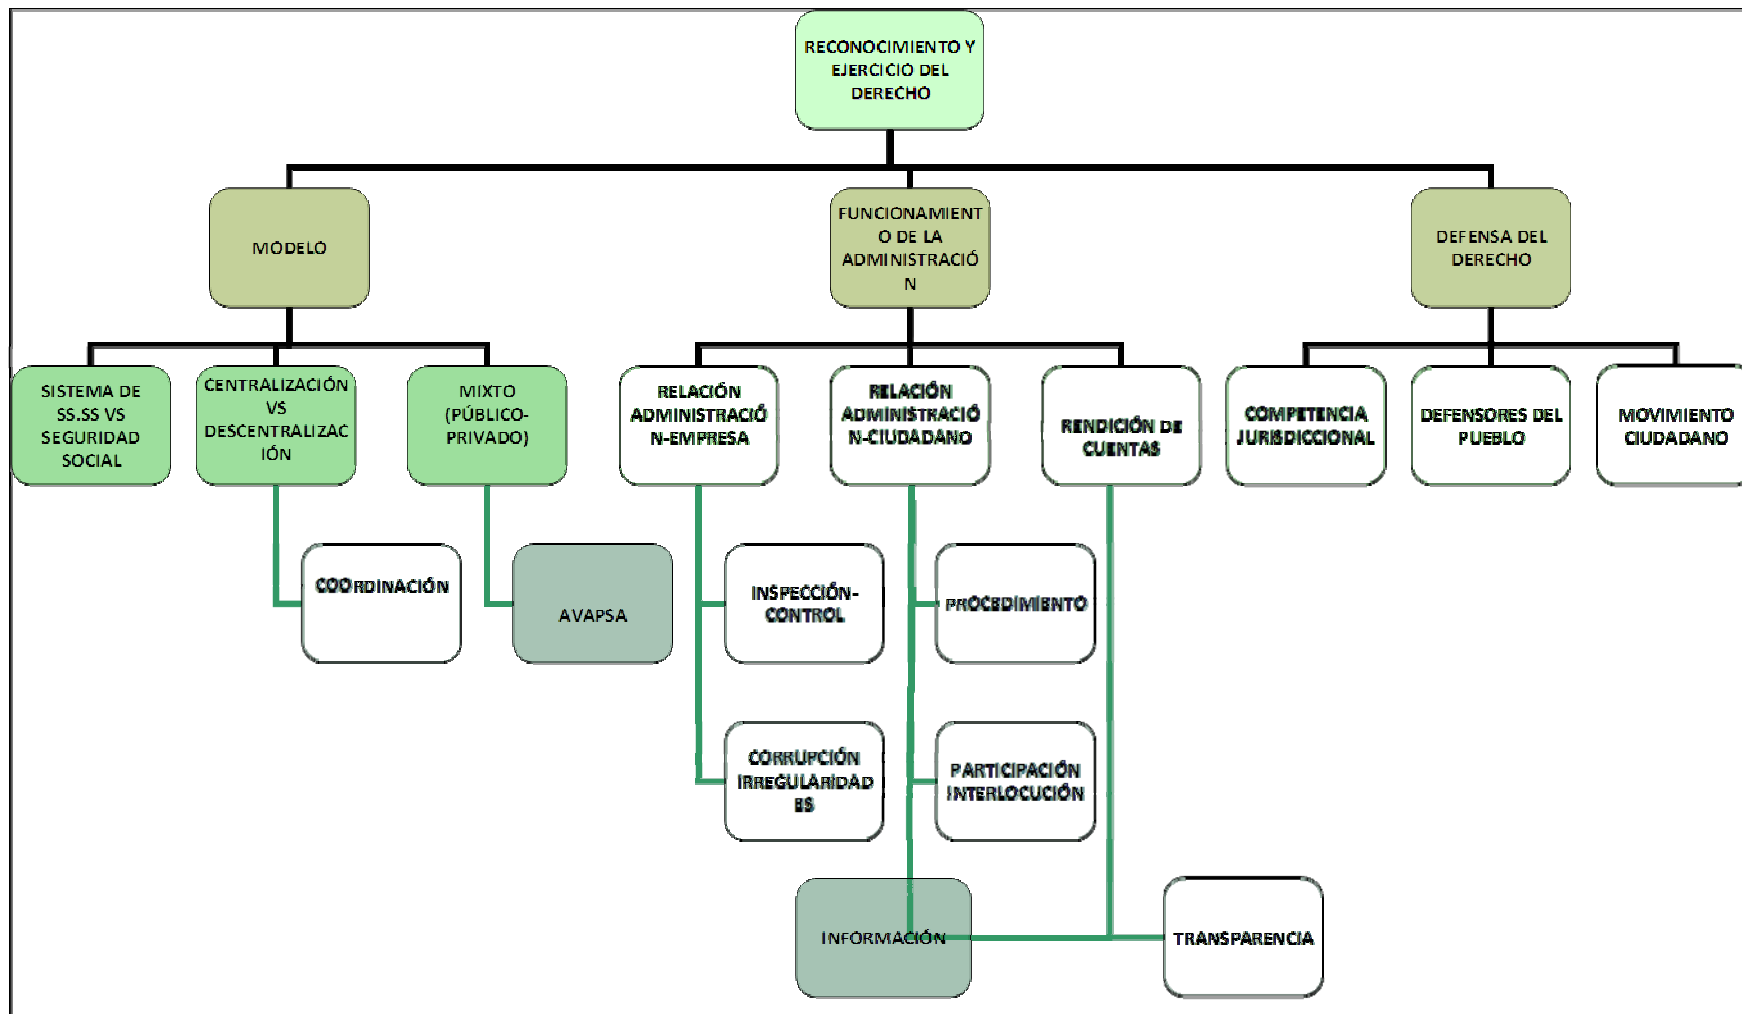 RECONOCIMIENTO Y
EJERCICIO DEL
DERECHO
MODELO
FUNCIONAMIENT
O DE LA
ADMINISTRACIÓ
N
DEFENSA DEL
DERECHO
SISTEMA DE
SS.SS VS
SEGURIDAD
SOCIAL
CENTRALIZACIÓN
VS
DESCENTRALIZAC
IÓN
MIXTO
(PÚBLICO-
PRIVADO)
RELACIÓN
ADMINISTRACIÓ
N-EMPRESA
RELACIÓN
ADMINISTRACIÓ
N-CIUDADANO
RENDICIÓN DE
CUENTAS
COMPETENCIA
JURISDICCIONAL
DEFENSORES DEL
PUEBLO
MOVIMIENTO
CIUDADANO
COORDINACIÓN
AVAPSA
INSPECCIÓN-
CONTROL
PROCEDIMIENTO
CORRUPCIÓN
IRREGULARIDAD
ES
PARTICIPACIÓN
INTERLOCUCIÓN
INFORMACIÓN
TRANSPARENCIA